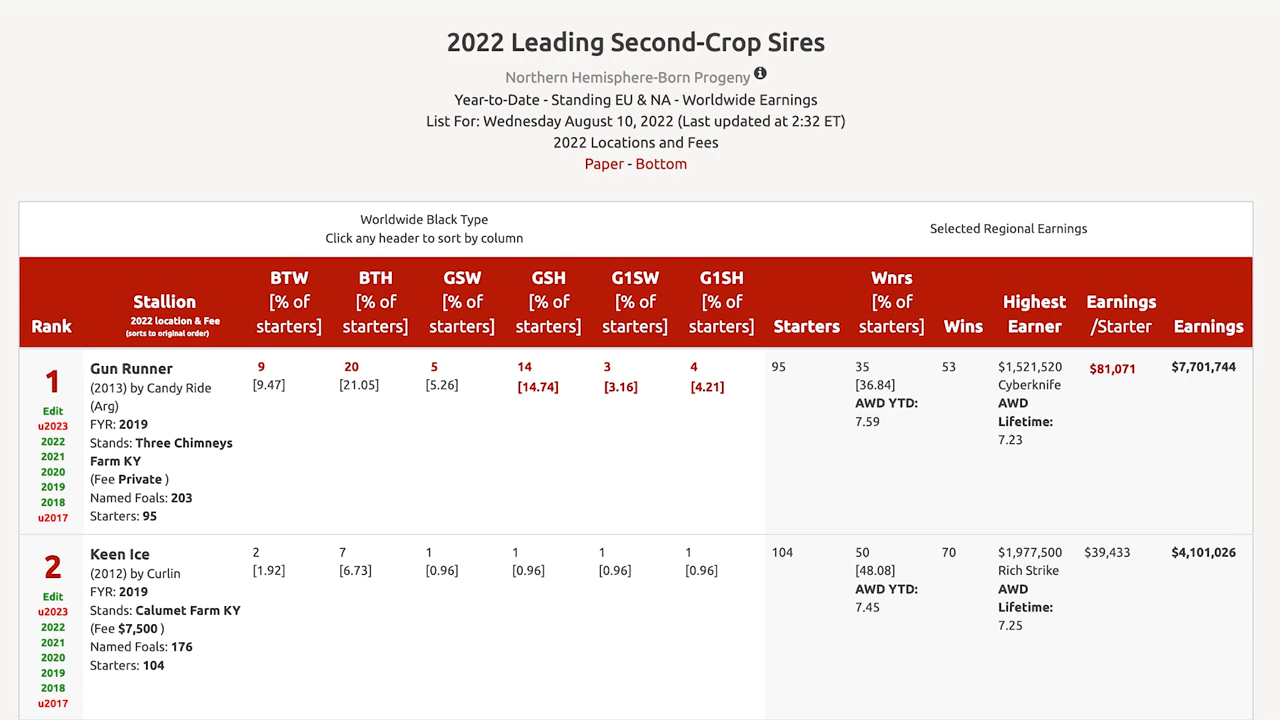 2022 Leading Second-Crop Sires
Northern Hemisphere-Born Progeny
Year-to-Date - Standing EU & NA - Worldwide Earnings
List For: Wednesday August 10, 2022 (Last updated at 2:32 ET)
2022 Locations and Fees
Paper - Bottom
Worldwide Black Type
Click any header to sort by column
Selected Regional Earnings
Rank
Stallion
2022 location & Fee
(sorts to original order)
BTW
[% of
starters]
BTH
[% of
starters]
GSW
[% of
starters]
GSH
[% of
starters]
G1SW
[% of
starters]
G1SH
[% of
starters]
Starters
Wnrs
[% of
starters]
Wins
Highest
Earner
Earnings
/Starter
Earnings
1
Edit
u2023
2022
2021
2020
2019
2018
u2017
Gun Runner
(2013) by Candy Ride
(Arg)
FYR: 2019
Stands: Three Chimneys
Farm KY
(Fee Private )
Named Foals: 203
Starters: 95
9
[9.47]
20
[21.05]
5
[5.26]
14
[14.74]
3
[3.16]
4
[4.21]
95
35
[36.84]
AWD YTD:
7.59
53
$1,521,520
Cyberknife
AWD
Lifetime:
7.23
$81,071
$7,701,744
2
Edit
u2023
2022
2021
2020
2019
2018
u2017
Keen Ice
(2012) by Curlin
FYR: 2019
Stands: Calumet Farm KY
(Fee $7,500 )
Named Foals: 176
Starters: 104
2
[1.92]
7
[6.73]
1
[0.96]
1
[0.96]
1
[0.96]
1
[0.96]
104
50
[48.08]
AWD YTD:
7.45
70
$1,977,500
Rich Strike
AWD
Lifetime:
7.25
$39,433
$4,101,026